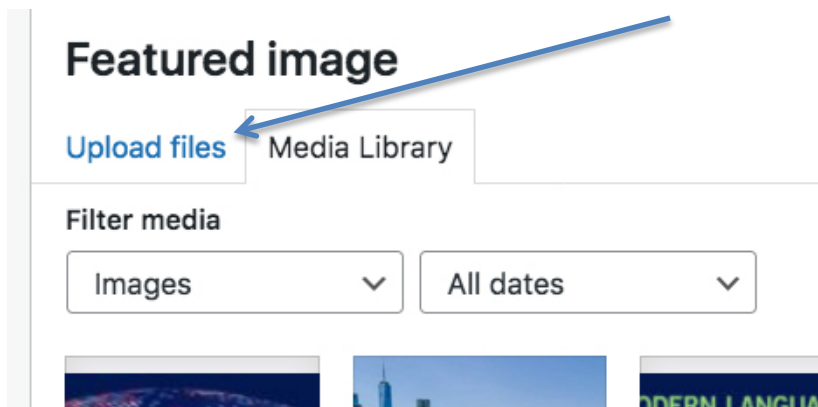 Featured image
Upload files Media Library
Filter media
Images All dates